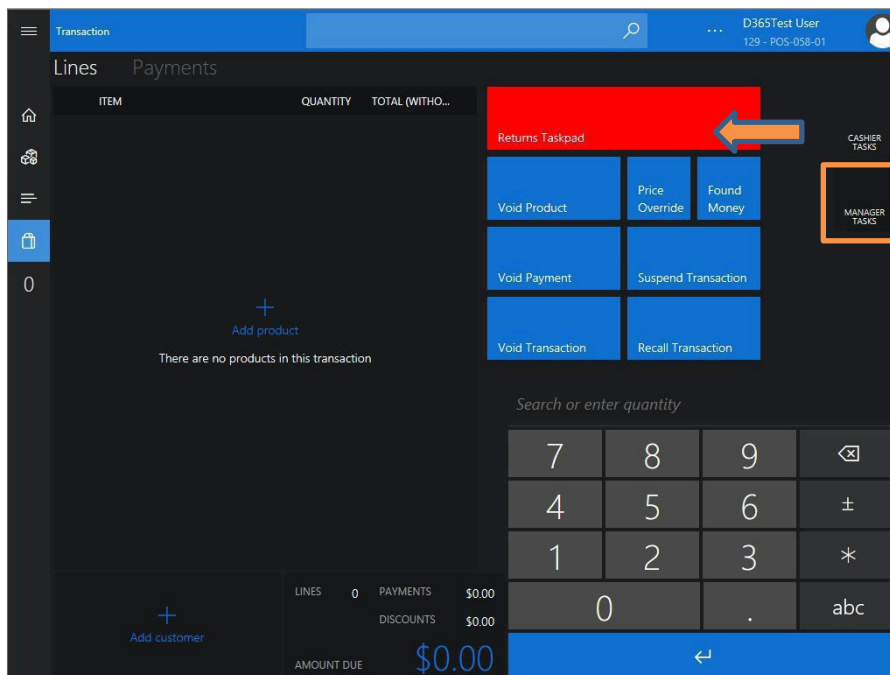 Transaction
D365Test User
129 - POS-058-01
Lines Payments
ITEM QUANTITY TOTAL (WITHO...
Returns Taskpad
CASHIER
TASKS
Void Product
Price
Override
Found
Money
MANAGER
TASKS
Void Payment
Suspend Transaction
0
Add product
There are no products in this transaction
Void Transaction
Recall Transaction
Search or enter quantity
7 8 9
4 5 6 ±
1 2 3 *
0 . abc
LINES 0 PAYMENTS $0.00
DISCOUNTS $0.00
Add customer
AMOUNT DUE $0.00